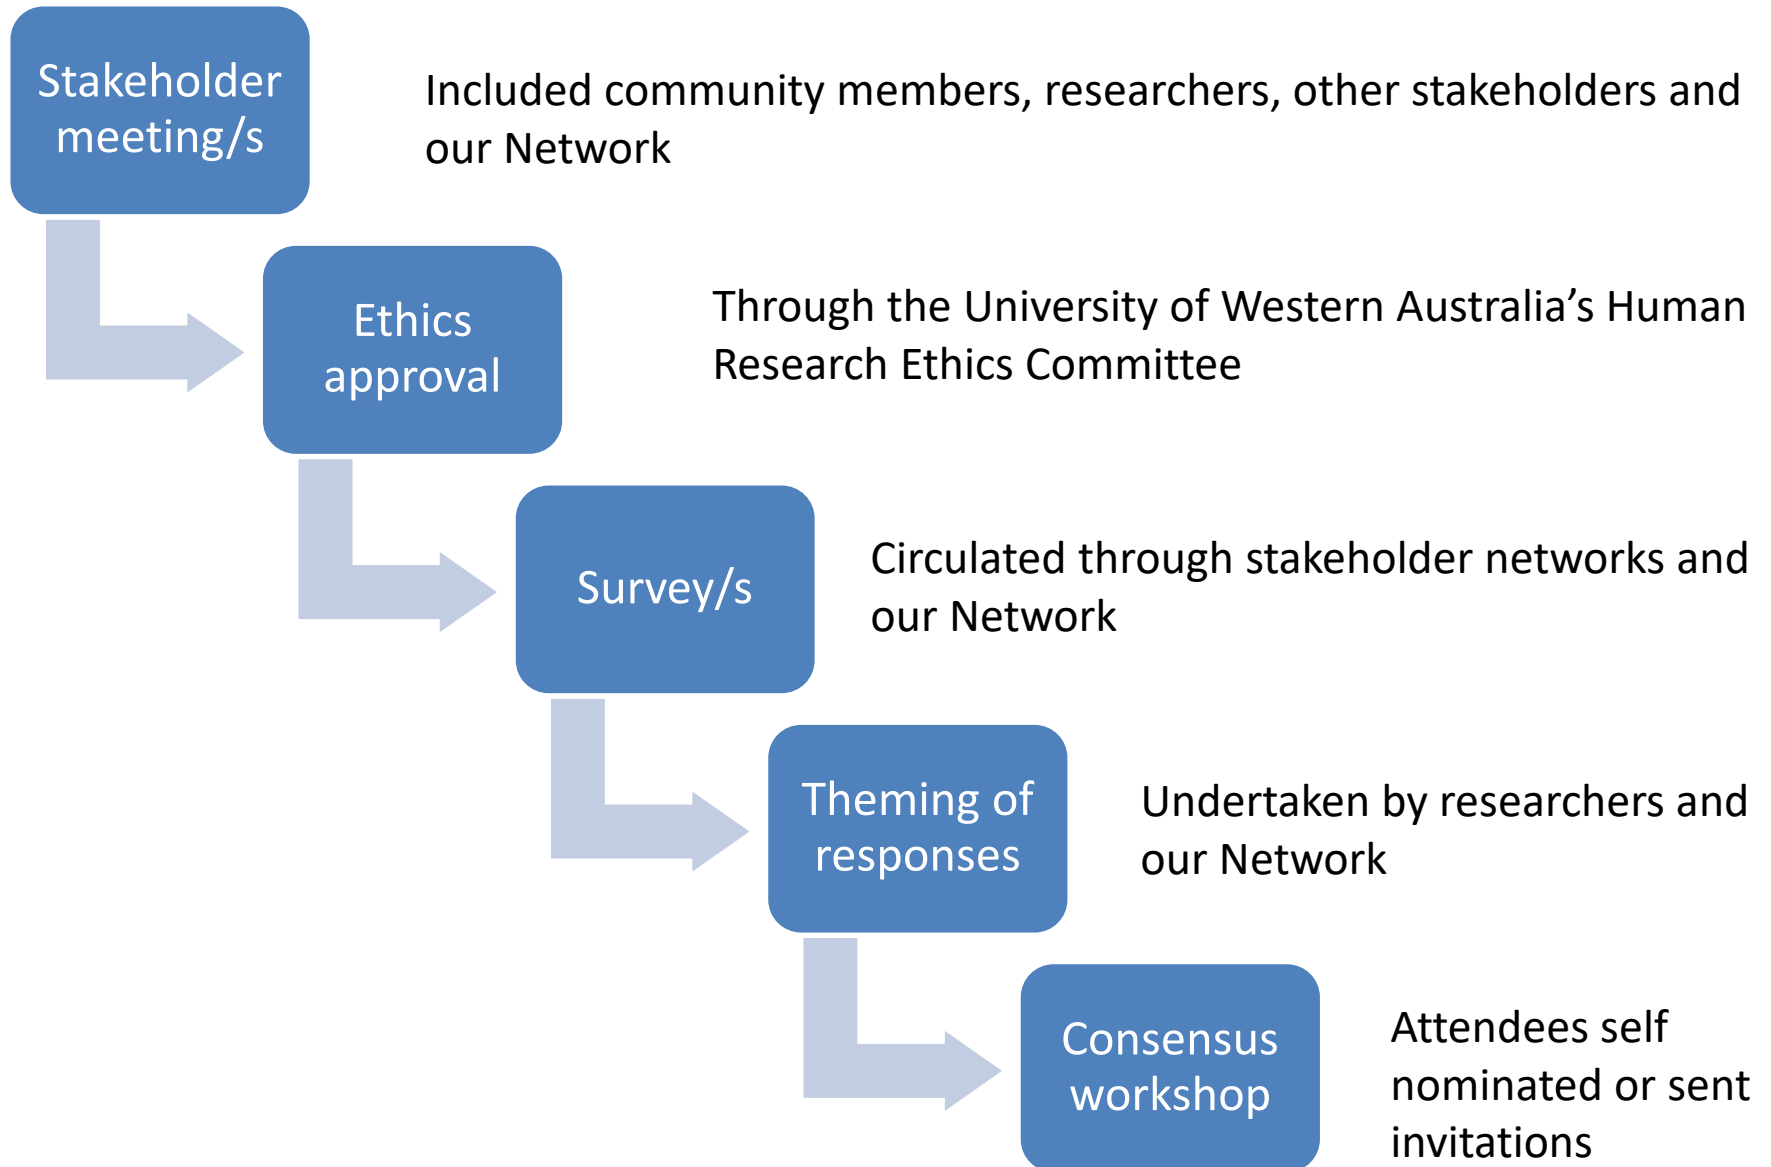 Stakeholder
meeting/s
Included community members, researchers, other stakeholders and
our Network
Ethics
approval
Through the University of Western Australia’s Human
Research Ethics Committee
Survey/s
Circulated through stakeholder networks and
our Network
Theming of
responses
Undertaken by researchers and
our Network
Consensus
workshop
Attendees self
nominated or sent
invitations